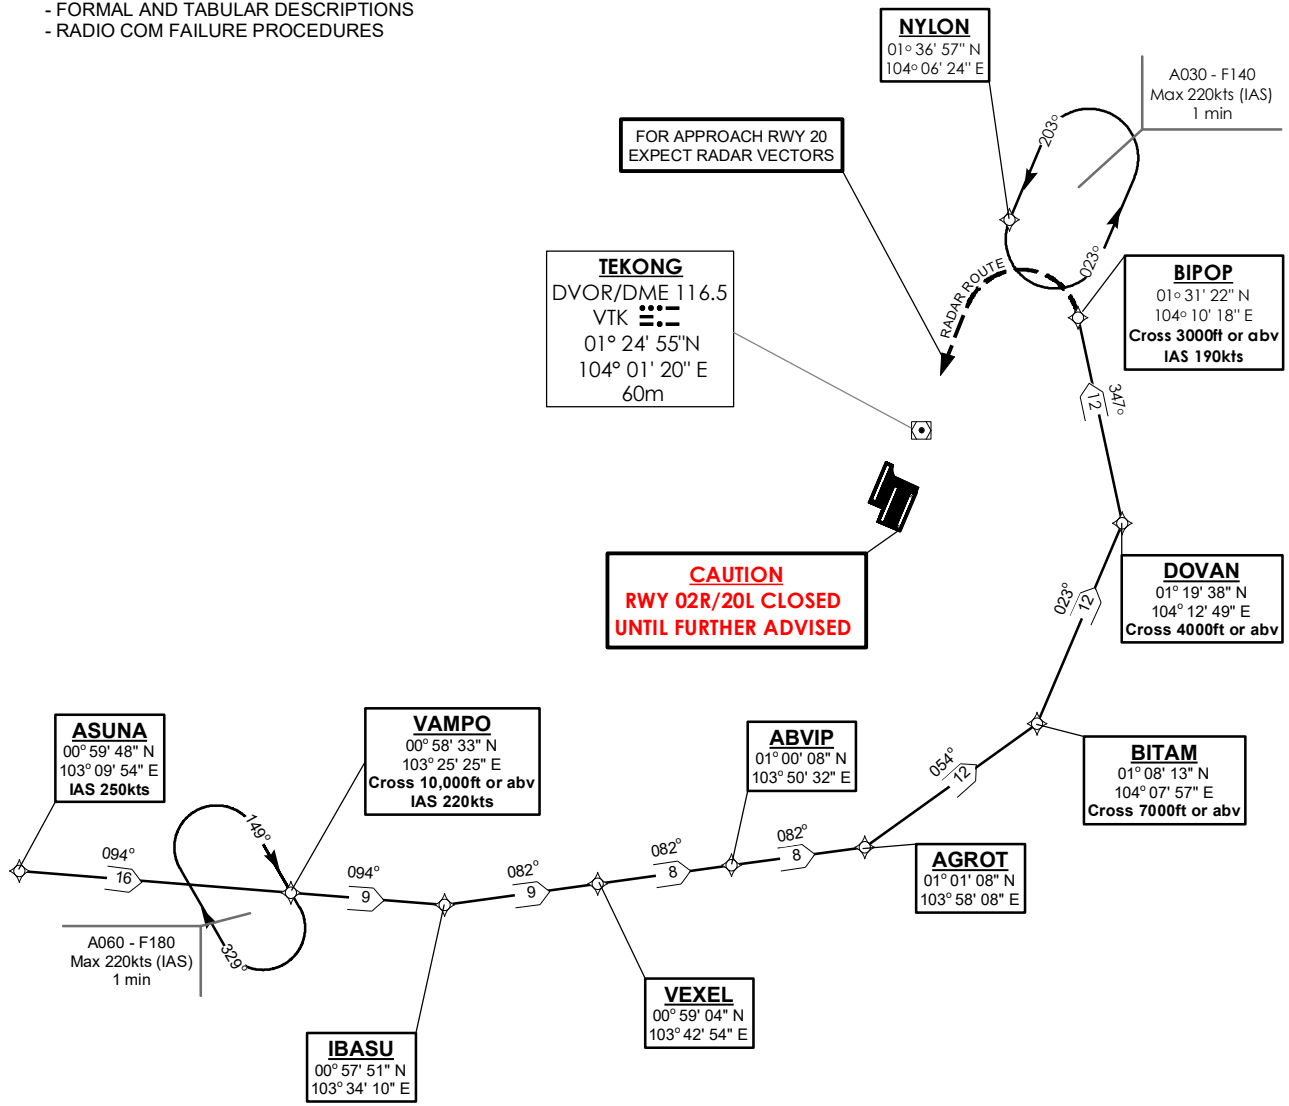 - FORMAL AND TABULAR DESCRIPTIONS
- RADIO COM FAILURE PROCEDURES
NYLON
01° 36' 57" N
104° 06' 24" E
A030 - F140
Max 220kts (IAS)
1 min
FOR APPROACH RWY 20
EXPECT RADAR VECTORS
203°
023°
TEKONG
DVOR/DME 116.5
VTK
01° 24' 55"N
104° 01' 20" E
60m
RADAR ROUTE
BIPOP
01° 31' 22" N
104° 10' 18" E
Cross 3000ft or abv
IAS 190kts
347°
12
CAUTION
RWY 02R/20L CLOSED
UNTIL FURTHER ADVISED
DOVAN
01° 19' 38" N
104° 12' 49" E
Cross 4000ft or abv
023°
12
ASUNA
00° 59' 48" N
103° 09' 54" E
IAS 250kts
VAMPO
00° 58' 33" N
103° 25' 25" E
Cross 10,000ft or abv
IAS 220kts
ABVIP
01° 00' 08" N
103° 50' 32" E
BITAM
01° 08' 13" N
104° 07' 57" E
Cross 7000ft or abv
054°
12
149°
329°
094°
16
094°
9
082°
9
082°
8
082°
8
AGROT
01° 01' 08" N
103° 58' 08" E
A060 - F180
Max 220kts (IAS)
1 min
VEXEL
00° 59' 04" N
103° 42' 54" E
IBASU
00° 57' 51" N
103° 34' 10" E